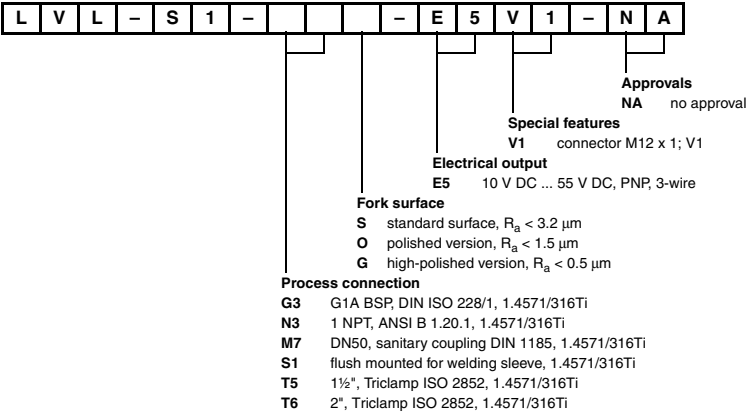 L V L – S 1 – – E 5 V 1 – N A
Approvals
NA no approval
Special features
V1 connector M12 x 1; V1
Electrical output
E5 10 V DC ... 55 V DC, PNP, 3-wire
Fork surface
S standard surface, Ra < 3.2 μm
O polished version, Ra < 1.5 μm
G high-polished version, Ra < 0.5 μm
Process connection
G3 G1A BSP, DIN ISO 228/1, 1.4571/316Ti
N3 1 NPT, ANSI B 1.20.1, 1.4571/316Ti
M7 DN50, sanitary coupling DIN 1185, 1.4571/316Ti
S1 flush mounted for welding sleeve, 1.4571/316Ti
T5 1½", Triclamp ISO 2852, 1.4571/316Ti
T6 2", Triclamp ISO 2852, 1.4571/316Ti